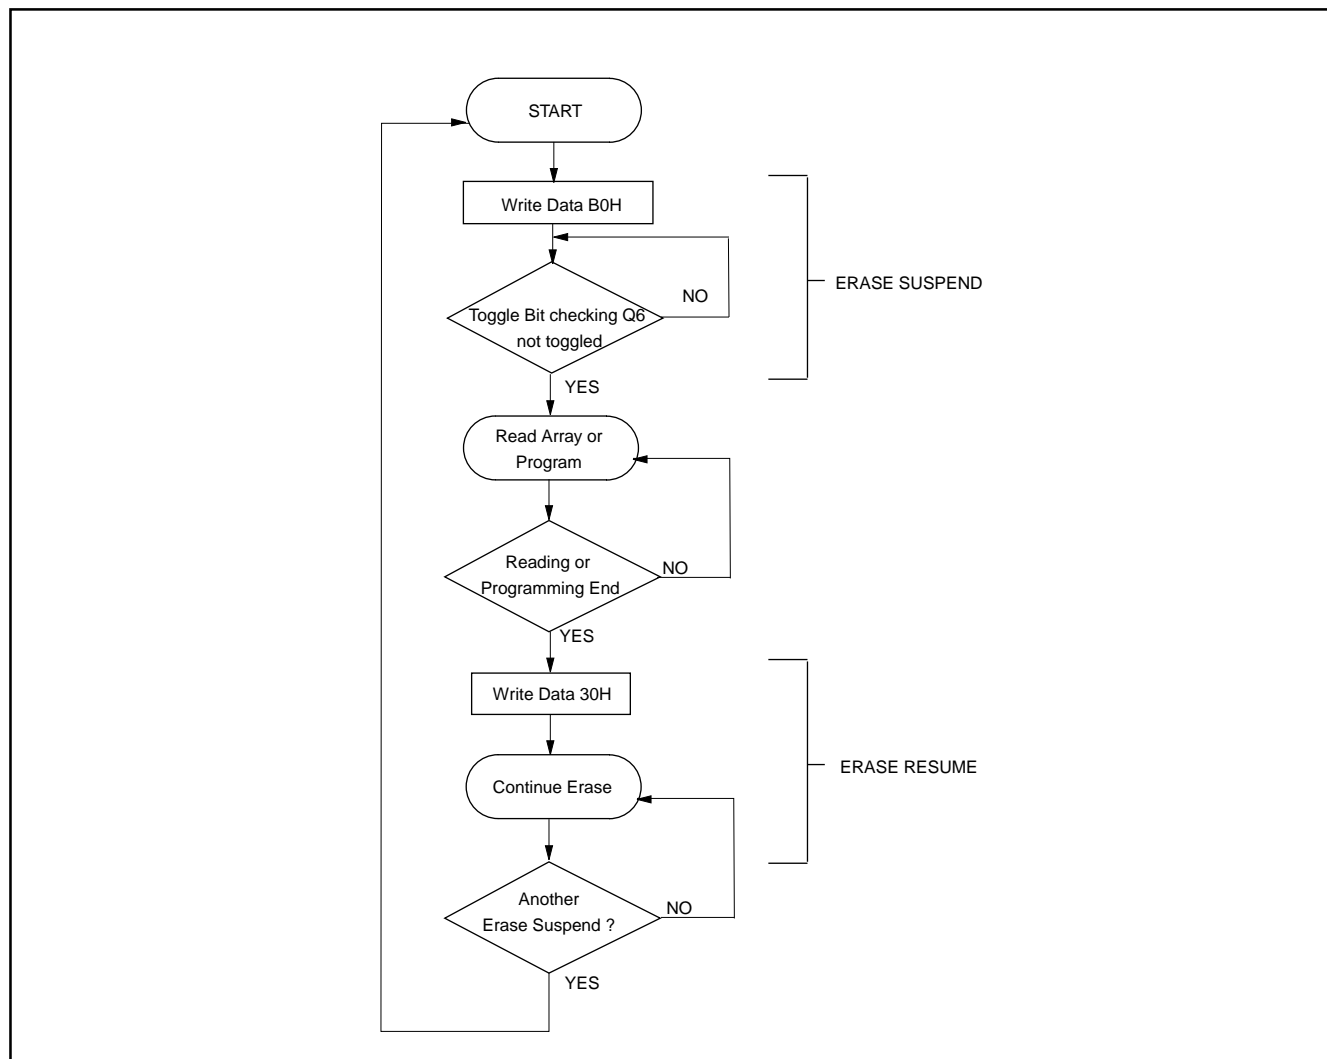 START
Write Data B0H
ERASE SUSPEND
NO
Toggle Bit checking Q6
not toggled
YES
Read Array or
Program
Reading or
NO
Programming End
YES
Write Data 30H
ERASE RESUME
Continue Erase
Another
NO
Erase Suspend ?
YES